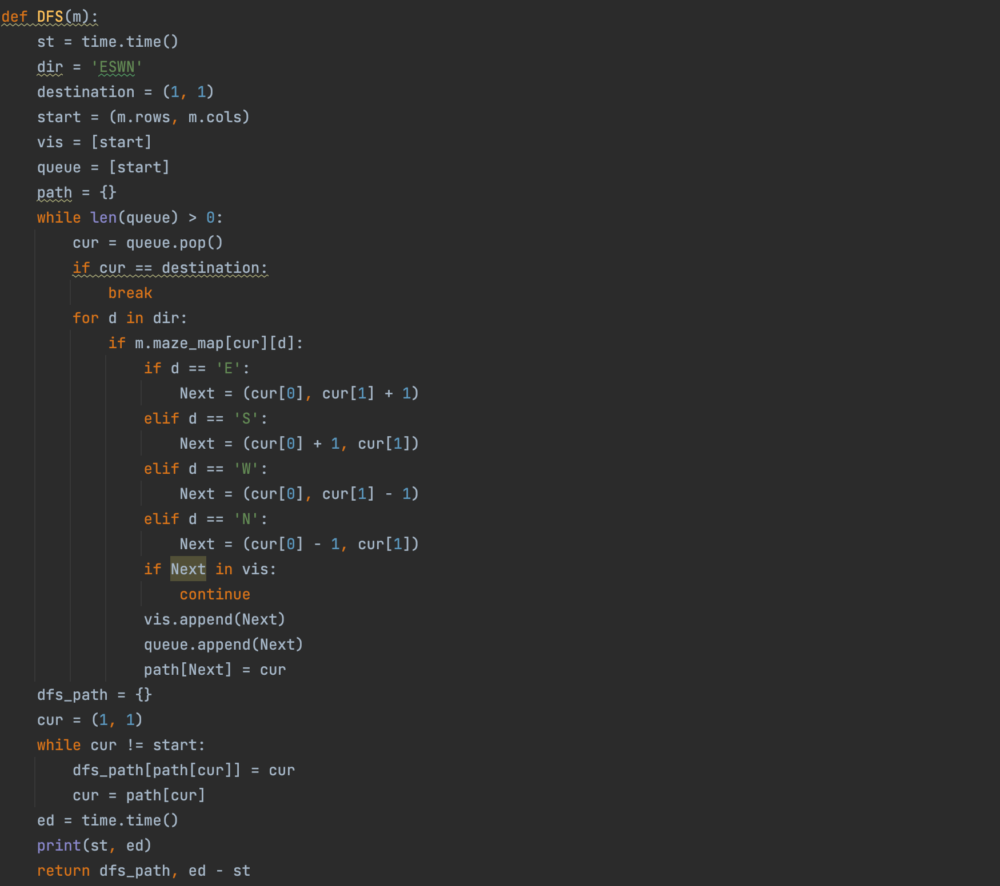 def DFS(m):
    st = time.time()
    dir = 'ESWN'
    destination = (1, 1)
    start = (m.rows, m.cols)
    vis = [start]
    queue = [start]
    path = {}
    while len(queue) > 0:
        cur = queue.pop()
        if cur == destination:
            break
        for d in dir:
            if m.maze_map[cur][d]:
                if d == 'E':
                    Next = (cur[0], cur[1] + 1)
                elif d == 'S':
                    Next = (cur[0] + 1, cur[1])
                elif d == 'W':
                    Next = (cur[0], cur[1] - 1)
                elif d == 'N':
                    Next = (cur[0] - 1, cur[1])
                if Next in vis:
                    continue
                vis.append(Next)
                queue.append(Next)
                path[Next] = cur
    dfs_path = {}
    cur = (1, 1)
    while cur != start:
        dfs_path[path[cur]] = cur
        cur = path[cur]
    ed = time.time()
    print(st, ed)
    return dfs_path, ed - st